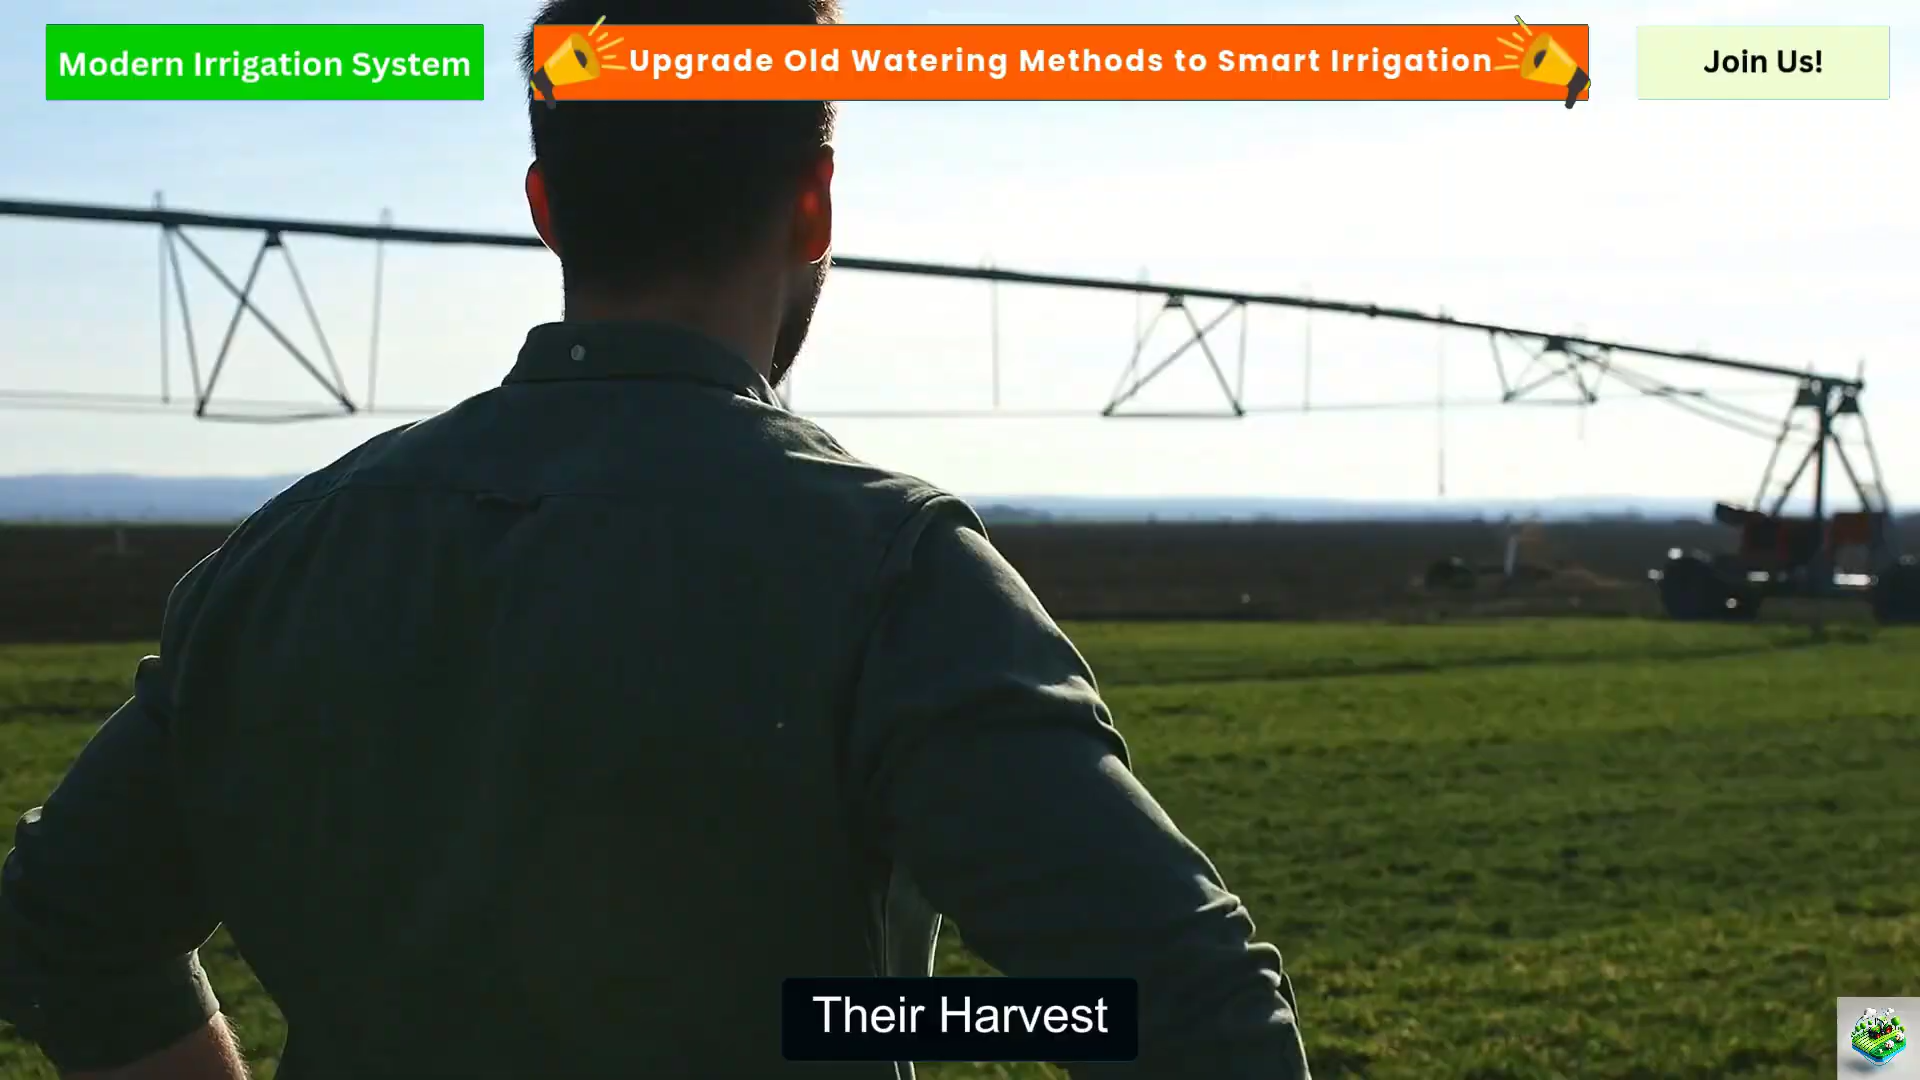 Modern Irrigation System
Upgrade Old Watering Methods to Smart Irrigation
Join Us!
Their Harvest